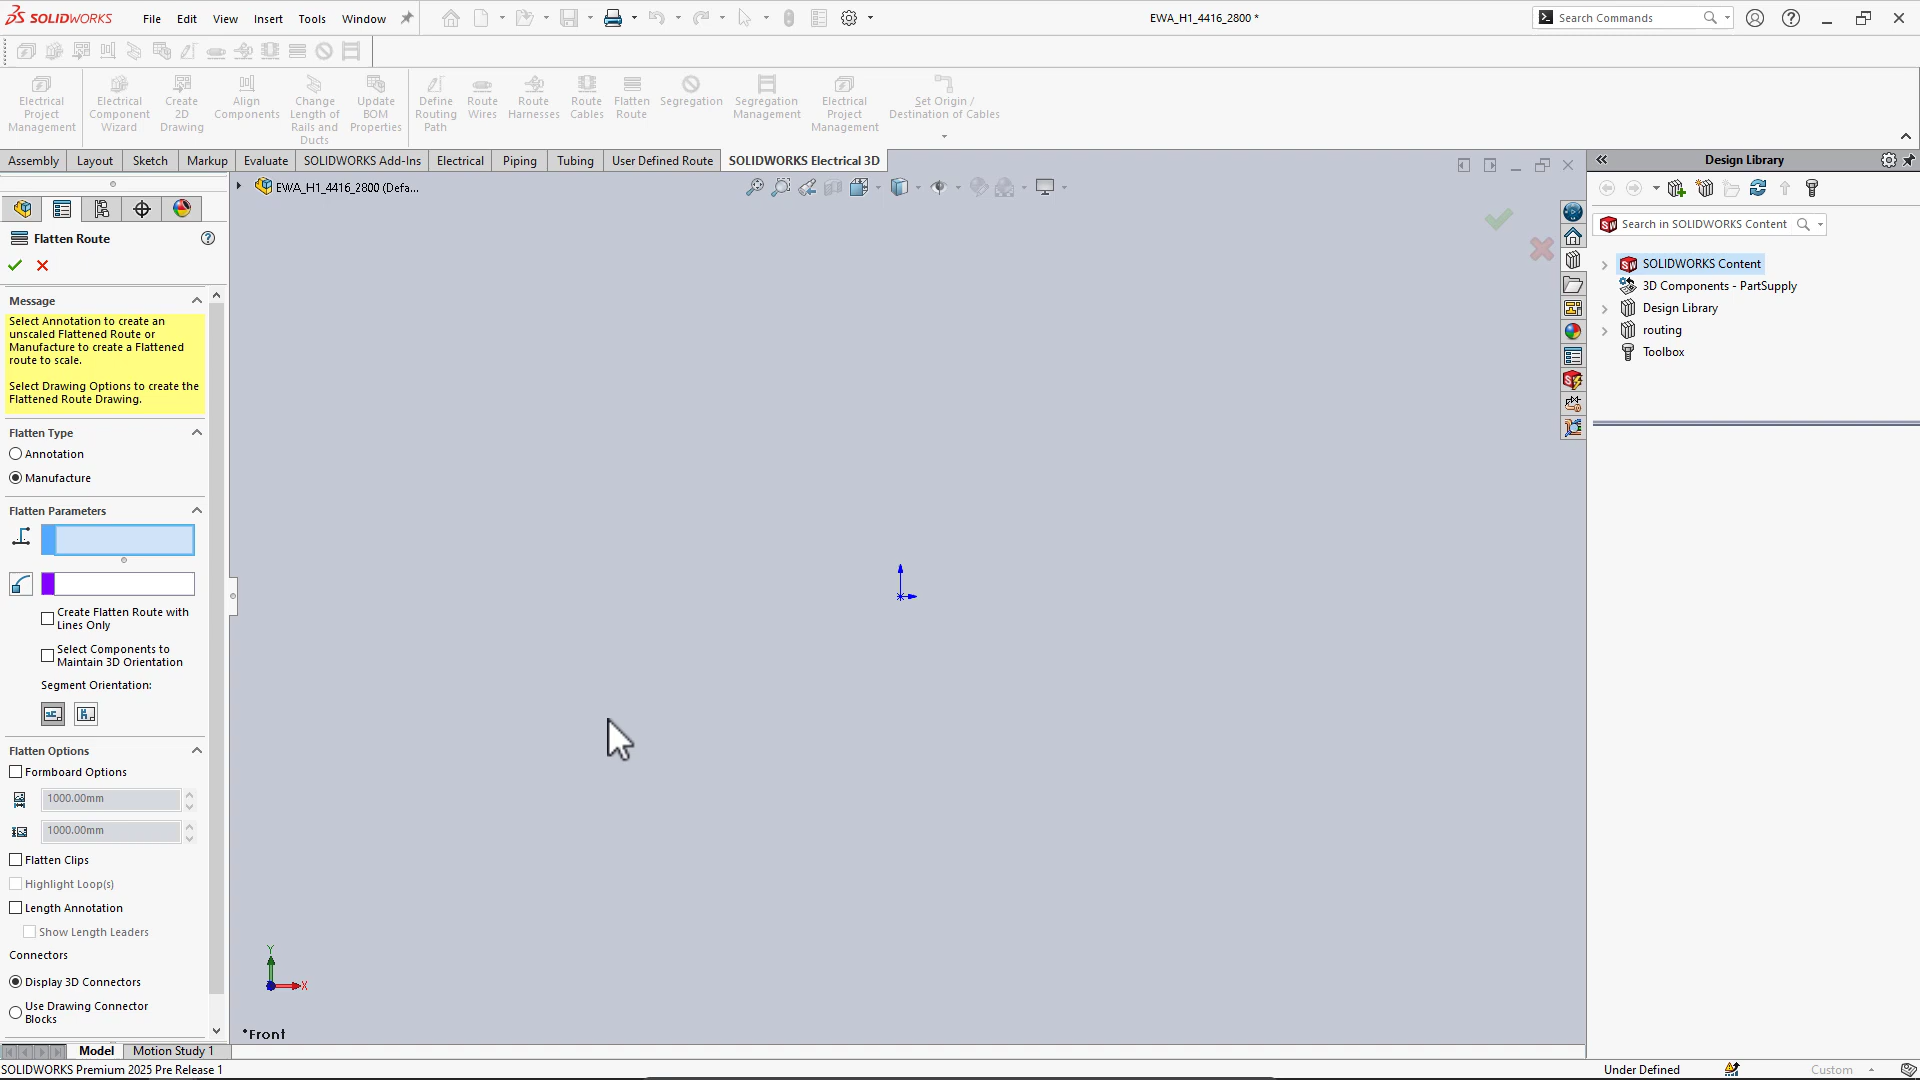 SOLIDWORKS
File Edit View Insert Tools Window
EWA_H1_4416_2800 *
Search Commands
Electrical Project Management
Electrical Component Wizard
Create 2D Drawing
Align Components
Change Length of Rails and Ducts
Update BOM Properties
Define Routing Path
Route Wires
Route Harnesses
Route Cables
Flatten Route
Segregation
Segregation Management
Electrical Project Management
Set Origin / Destination of Cables
Assembly Layout Sketch Markup Evaluate SOLIDWORKS Add-Ins Electrical Piping Tubing User Defined Route SOLIDWORKS Electrical 3D
EWA_H1_4416_2800 (Defa...
Flatten Route
Message
Select Annotation to create an
unscaled Flattened Route or
Manufacture to create a Flattened
route to scale.
Select Drawing Options to create the
Flattened Route Drawing.
Flatten Type
Annotation
Manufacture
Flatten Parameters
Create Flatten Route with
Lines Only
Select Components to
Maintain 3D Orientation
Segment Orientation:
Flatten Options
Formboard Options
1000.00mm
1000.00mm
Flatten Clips
Highlight Loop(s)
Length Annotation
Show Length Leaders
Connectors
Display 3D Connectors
Use Drawing Connector
Blocks
Y
X
*Front
Design Library
Search in SOLIDWORKS Content
SOLIDWORKS Content
3D Components - PartSupply
Design Library
routing
Toolbox
Model Motion Study 1
SOLIDWORKS Premium 2025 Pre Release 1
Under Defined
Custom